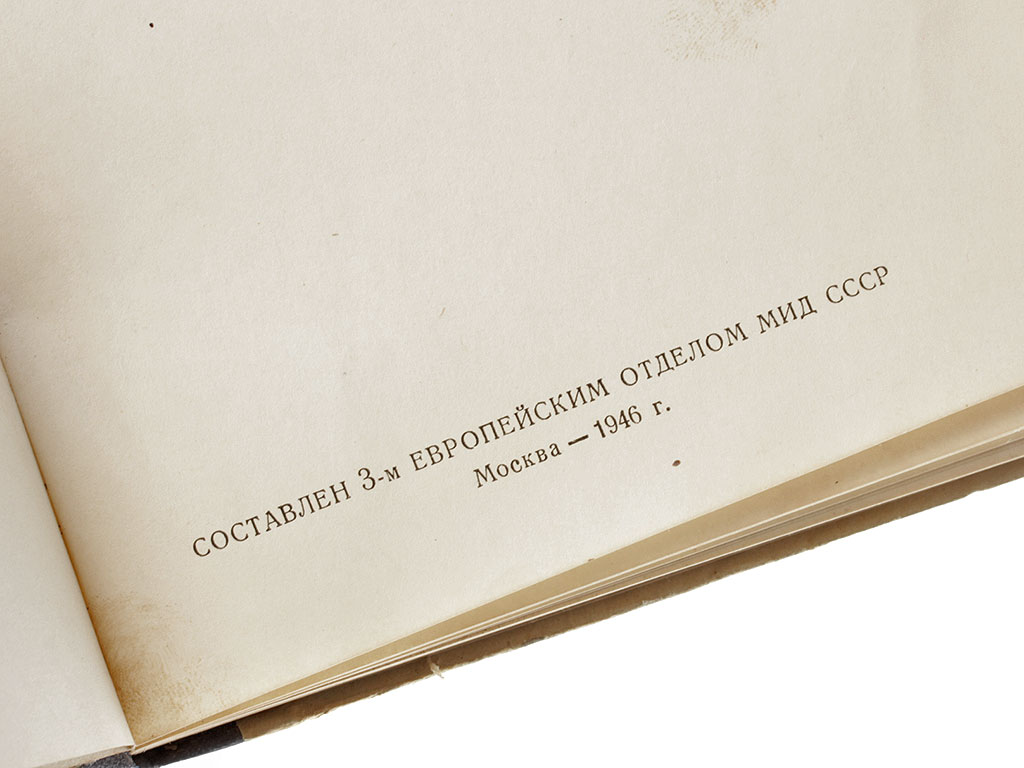 СОСТАВЛЕН 3-м ЕВРОПЕЙСКИМ ОТДЕЛОМ МИД СССР
Москва — 1946 г.